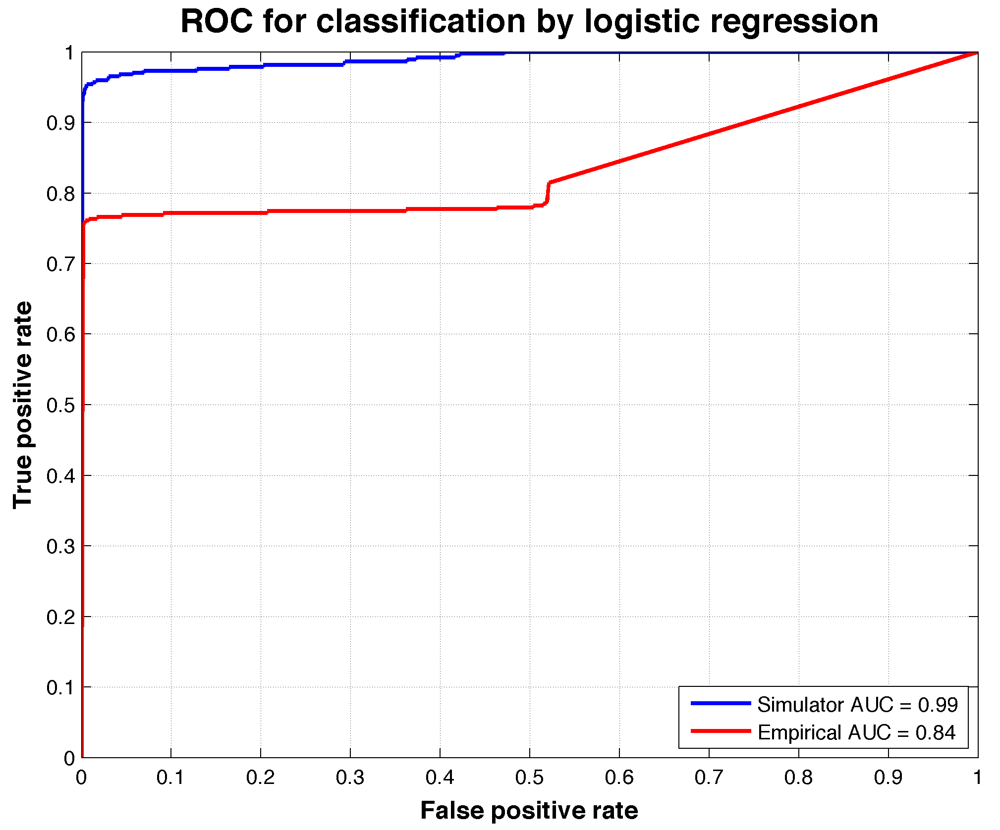 ROC for classification by logistic regression
True positive rate
1
0.9
0.8
0.7
0.6
0.5
0.4
0.3
0.2
0.1
0
0 0.1 0.2 0.3 0.4 0.5 0.6 0.7 0.8 0.9 1
False positive rate
Simulator AUC = 0.99
Empirical AUC = 0.84